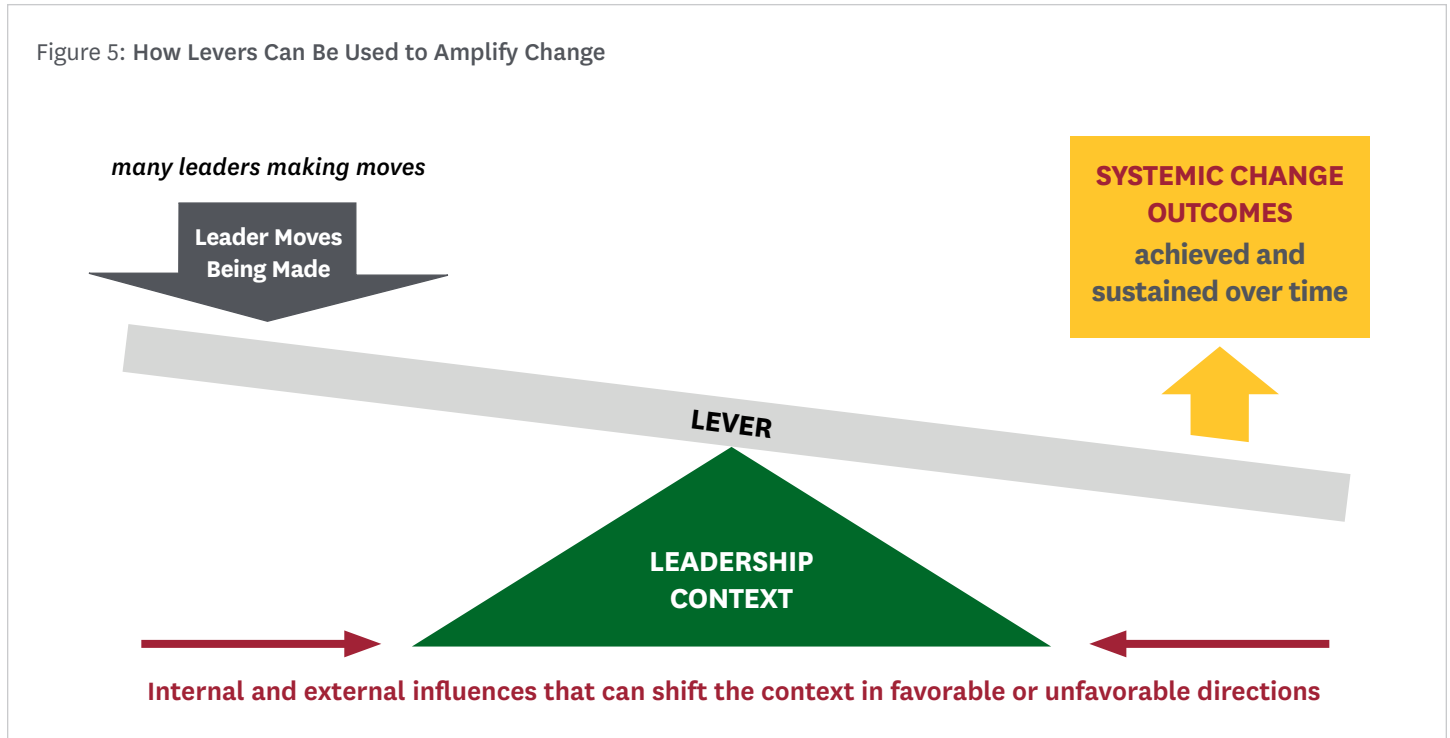 Figure 5: How Levers Can Be Used to Amplify Change
many leaders making moves
Leader Moves
Being Made
SYSTEMIC CHANGE
OUTCOMES
achieved and
sustained over time
LEVER
LEADERSHIP
CONTEXT
Internal and external influences that can shift the context in favorable or unfavorable directions